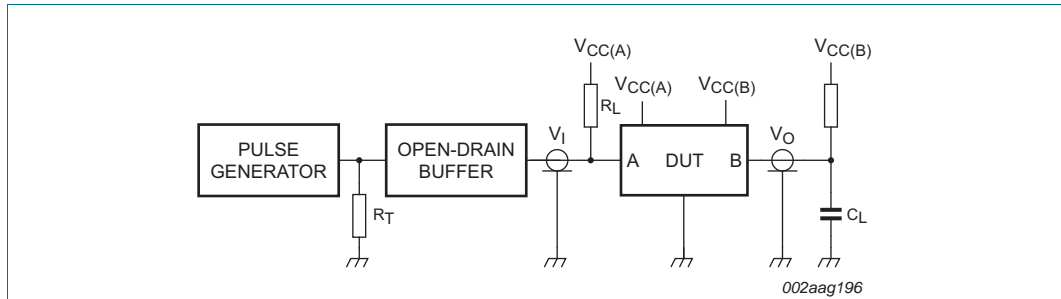 VCC(A)
VCC(B)
VCC(A)
VCC(B)
RL
VI
VO
PULSE
GENERATOR
OPEN-DRAIN
BUFFER
A
DUT
B
RT
CL
002aag196